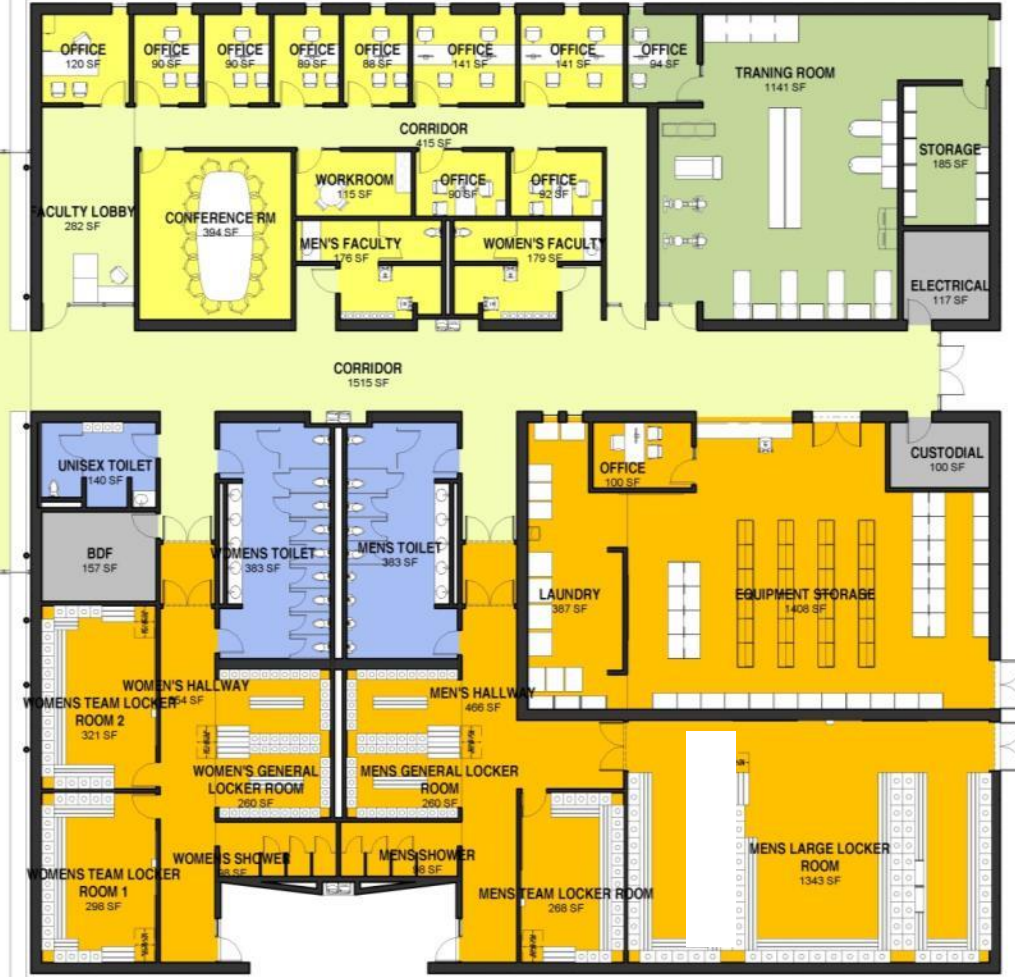 OFFICE
120 SF
OFFICE
90 SF
OFFICE
90 SF
OFFICE
89 SF
OFFICE
88 SF
OFFICE
141 SF
OFFICE
141 SF
OFFICE
94 SF
TRANING ROOM
1141 SF
CORRIDOR
415 SF
STORAGE
185 SF
WORKROOM
115 SF
OFFICE
90 SF
OFFICE
92 SF
FACULTY LOBBY
282 SF
CONFERENCE RM
394 SF
MEN'S FACULTY
176 SF
WOMEN'S FACULTY
179 SF
ELECTRICAL
117 SF
CORRIDOR
1515 SF
UNISEX TOILET
140 SF
OFFICE
100 SF
CUSTODIAL
100 SF
BDF
157 SF
WOMENS TOILET
383 SF
MENS TOILET
383 SF
LAUNDRY
387 SF
EQUIPMENT STORAGE
1408 SF
WOMEN'S HALLWAY
SF
MEN'S HALLWAY
466 SF
WOMENS TEAM LOCKER
ROOM 2
321 SF
WOMEN'S GENERAL
LOCKER ROOM
260 SF
MENS GENERAL LOCKER
ROOM
260 SF
WOMENS SHOWER
98 SF
MENS SHOWER
98 SF
MENS LARGE LOCKER
ROOM
1343 SF
WOMENS TEAM LOCKER
ROOM 1
298 SF
MENS TEAM LOCKER ROOM
268 SF